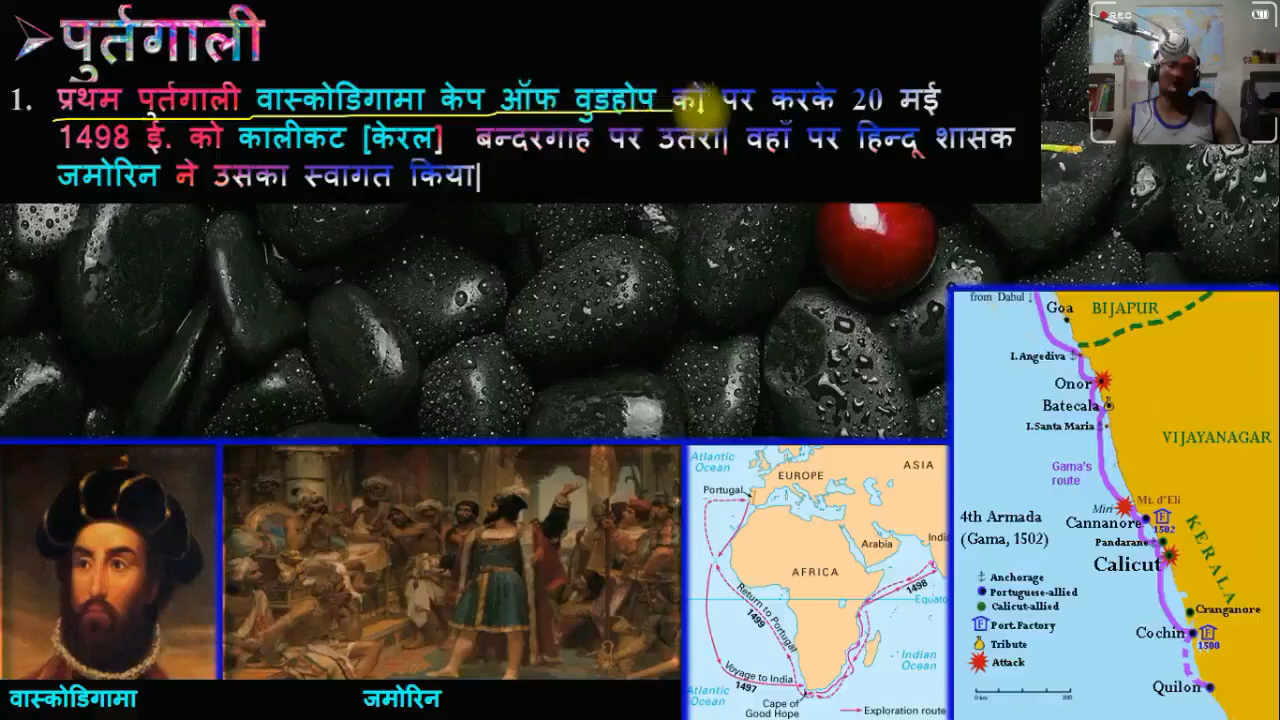 पुर्तगाली
1. प्रथम पूर्तगाली वास्कोडिगामा केप ऑफ वुडहोप को पर करके 20 मई
1498 ई. को कालीकट [केरल] बन्दरगाह पर उतरा| वहाँ पर हिन्दू शासक
जमोरिन ने उसका स्वागत किया|
REC
from Dabul
Goa
BIJAPUR
I. Angediva
Onor
Batecala
I. Santa Maria
VIJAYANAGAR
Gama's
route
Mt. d'Eli
Miri
4th Armada
(Gama, 1502)
Cannanore
F
1502
Pandarane
Calicut
KERALA
Anchorage
Portuguese-allied
Calicut-allied
F Port.Factory
Tribute
Attack
Cranganore
Cochin
F
1500
Quilon
200
Atlantic
Ocean
EUROPE
ASIA
Portugal
Arabia
India
AFRICA
1498
Equator
Return to Portugal
1499
Indian
Ocean
Voyage to India
1497
Atlantic
Ocean
Cape of
Good Hope
Exploration route
वास्कोडिगामा
जमोरिन